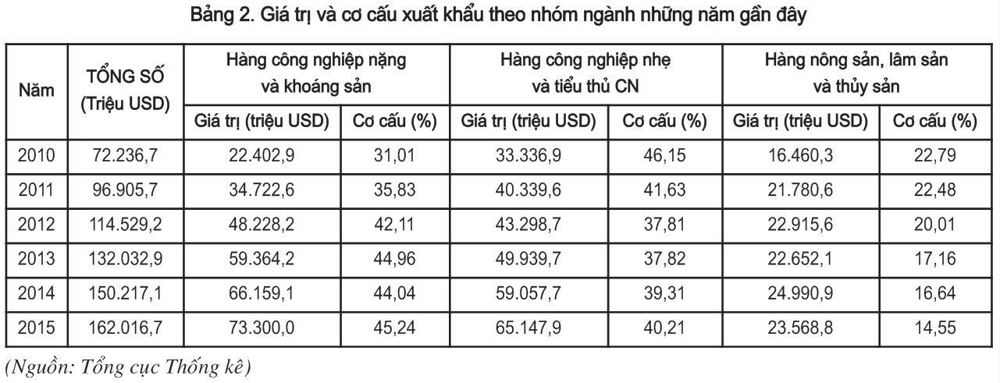 Bảng 2. Giá trị và cơ cấu xuất khẩu theo nhóm ngành những năm gần đây
Năm TỔNG SỐ (Triệu USD) Hàng công nghiệp nặng và khoáng sản Hàng công nghiệp nhẹ và tiểu thủ CN Hàng nông sản, lâm sản và thủy sản
Giá trị (triệu USD) Cơ cấu (%) Giá trị (triệu USD) Cơ cấu (%) Giá trị (triệu USD) Cơ cấu (%)
2010 72.236,7 22.402,9 31,01 33.336,9 46,15 16.460,3 22,79
2011 96.905,7 34.722,6 35,83 40.339,6 41,63 21.780,6 22,48
2012 114.529,2 48.228,2 42,11 43.298,7 37,81 22.915,6 20,01
2013 132.032,9 59.364,2 44,96 49.939,7 37,82 22.652,1 17,16
2014 150.217,1 66.159,1 44,04 59.057,7 39,31 24.990,9 16,64
2015 162.016,7 73.300,0 45,24 65.147,9 40,21 23.568,8 14,55
(Nguồn: Tổng cục Thống kê)